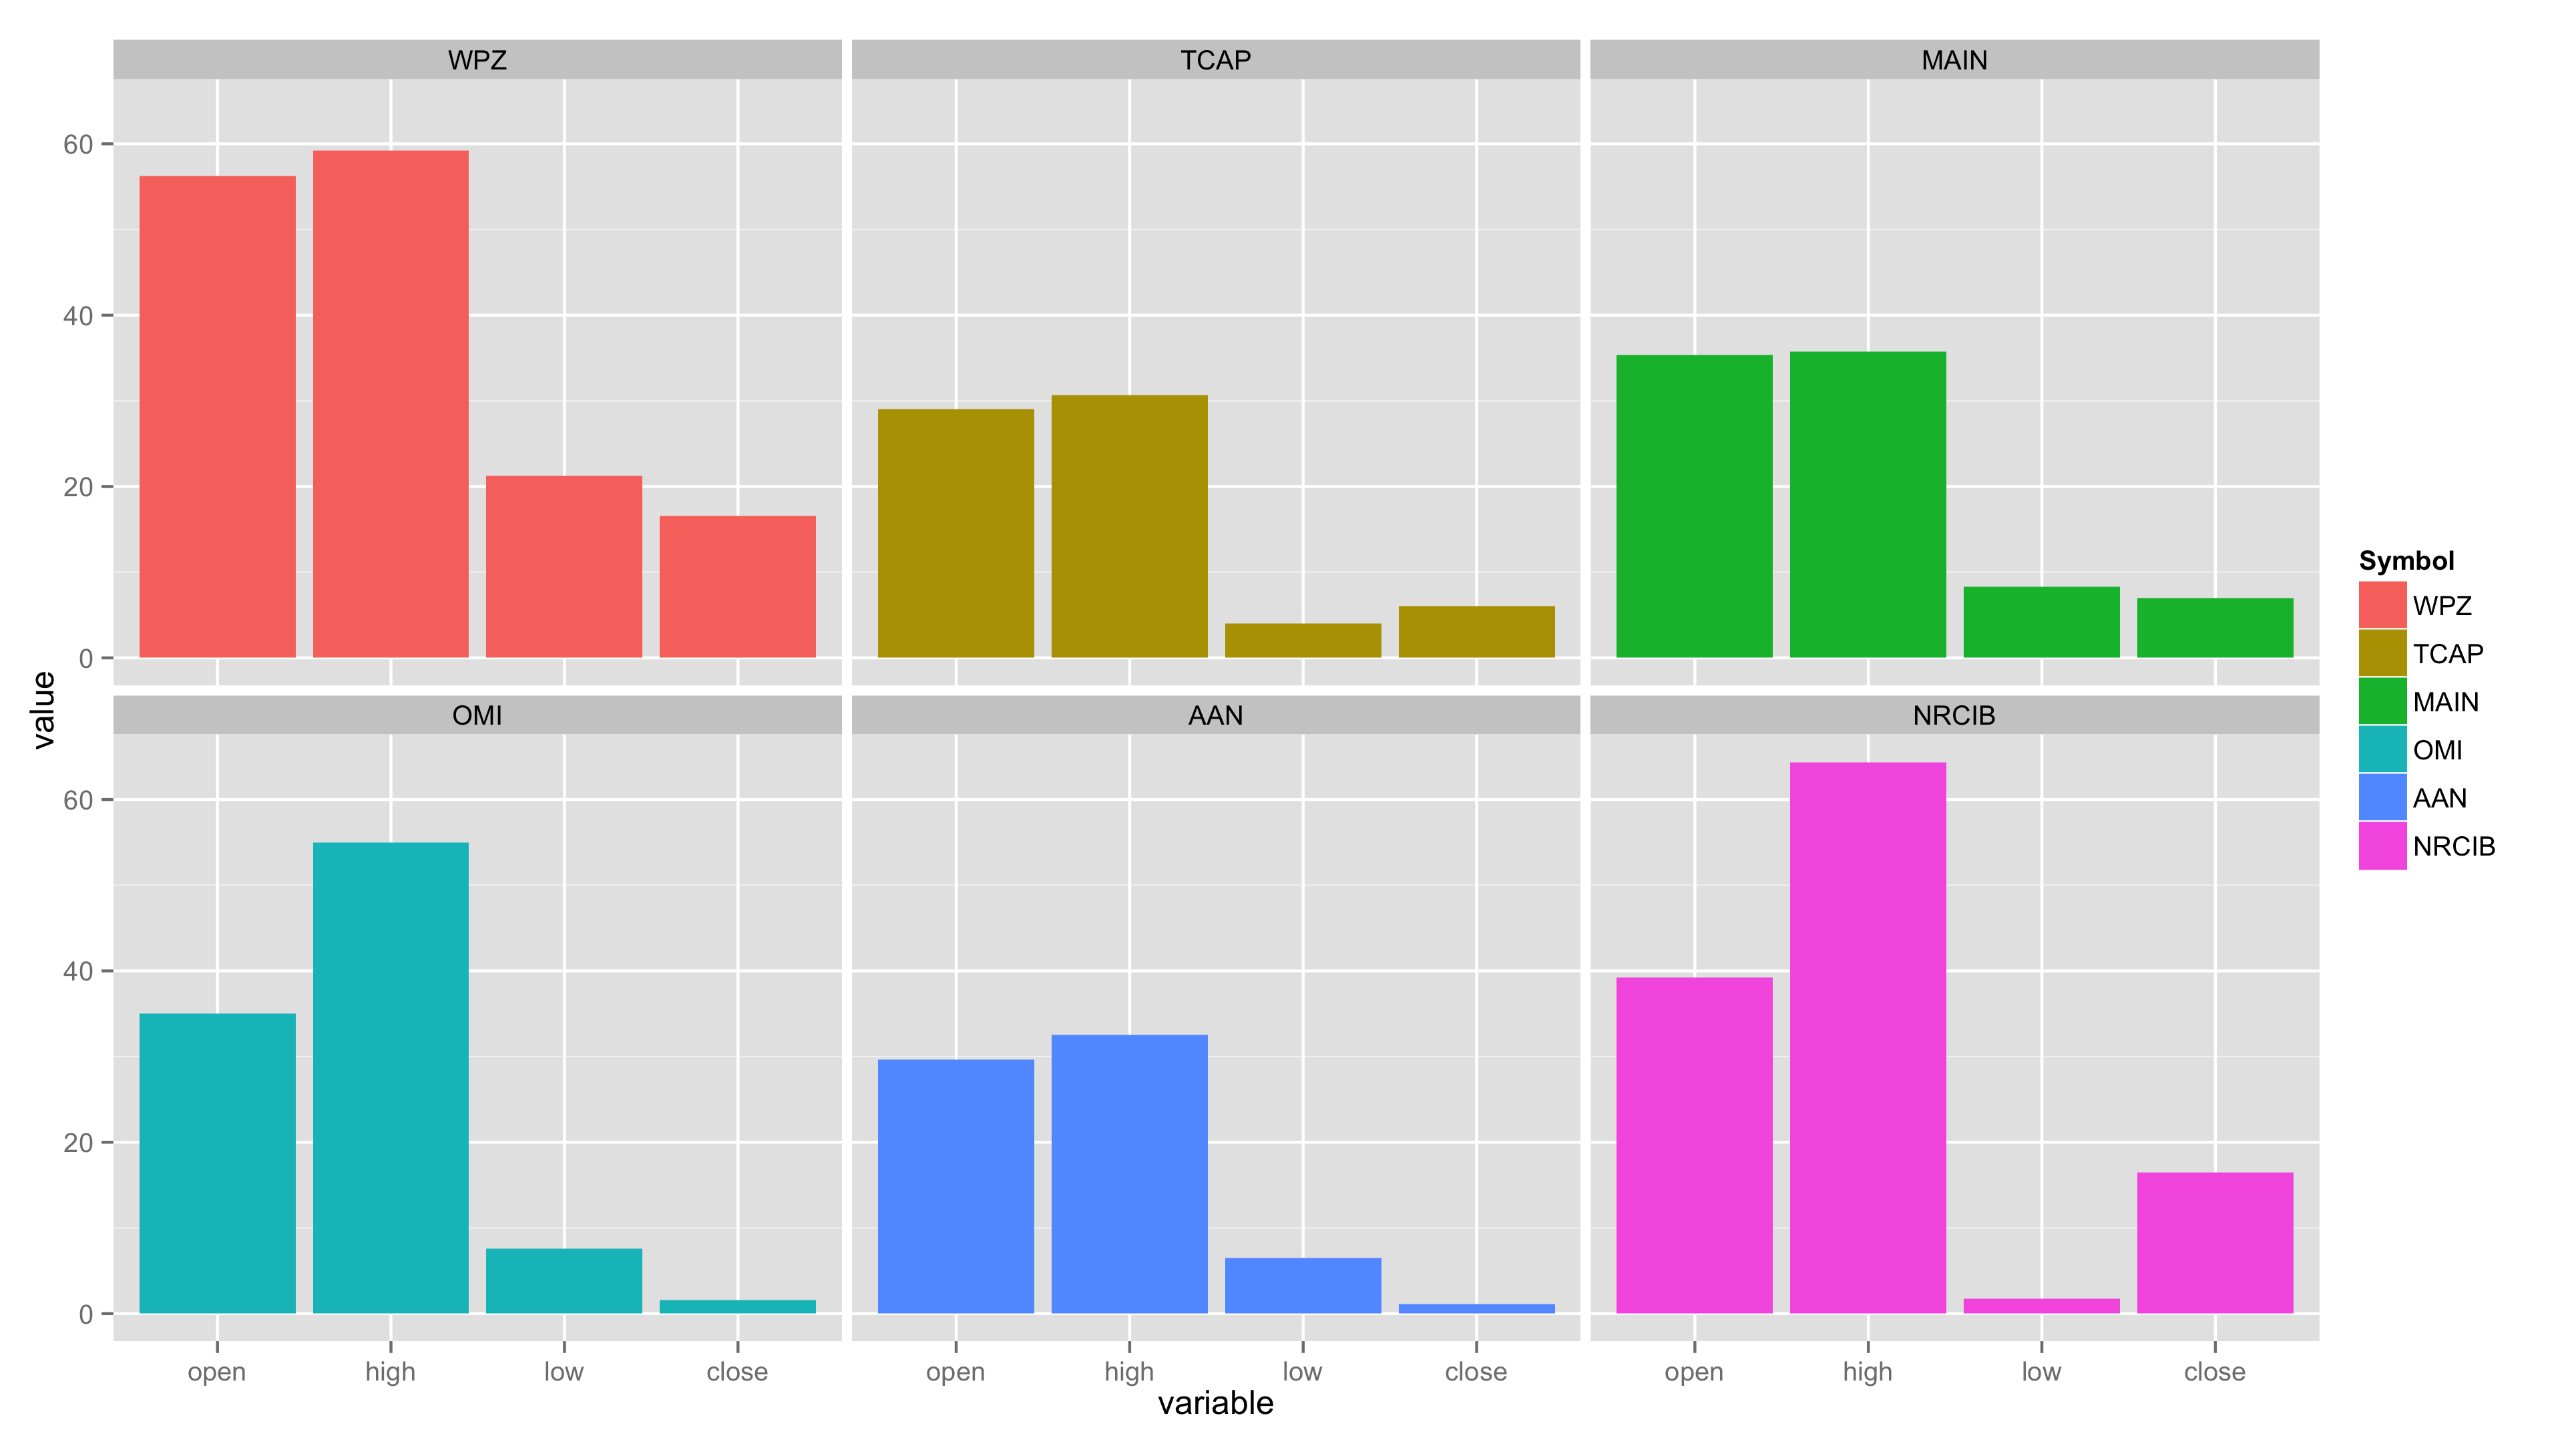 WPZ TCAP MAIN
60
40
20
0
OMI AAN NRCIB
60
40
20
0
open high low close open high low close open high low close
variable
value
Symbol
WPZ
TCAP
MAIN
OMI
AAN
NRCIB